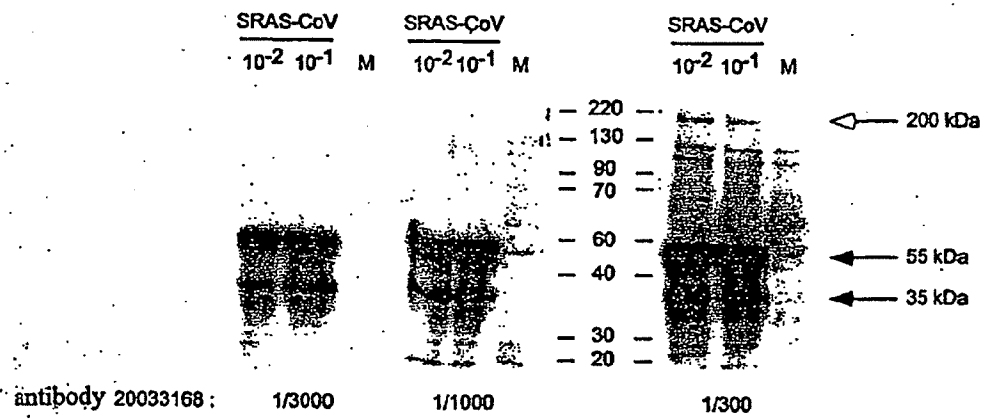 SRAS-CoV SRAS-CoV SRAS-CoV
10-2 10-1 M 10-2 10-1 M 10-2 10-1 M
220
200 kDa
130
90
70
60
55 kDa
40
35 kDa
30
20
antibody 20033168 : 1/3000 1/1000 1/300